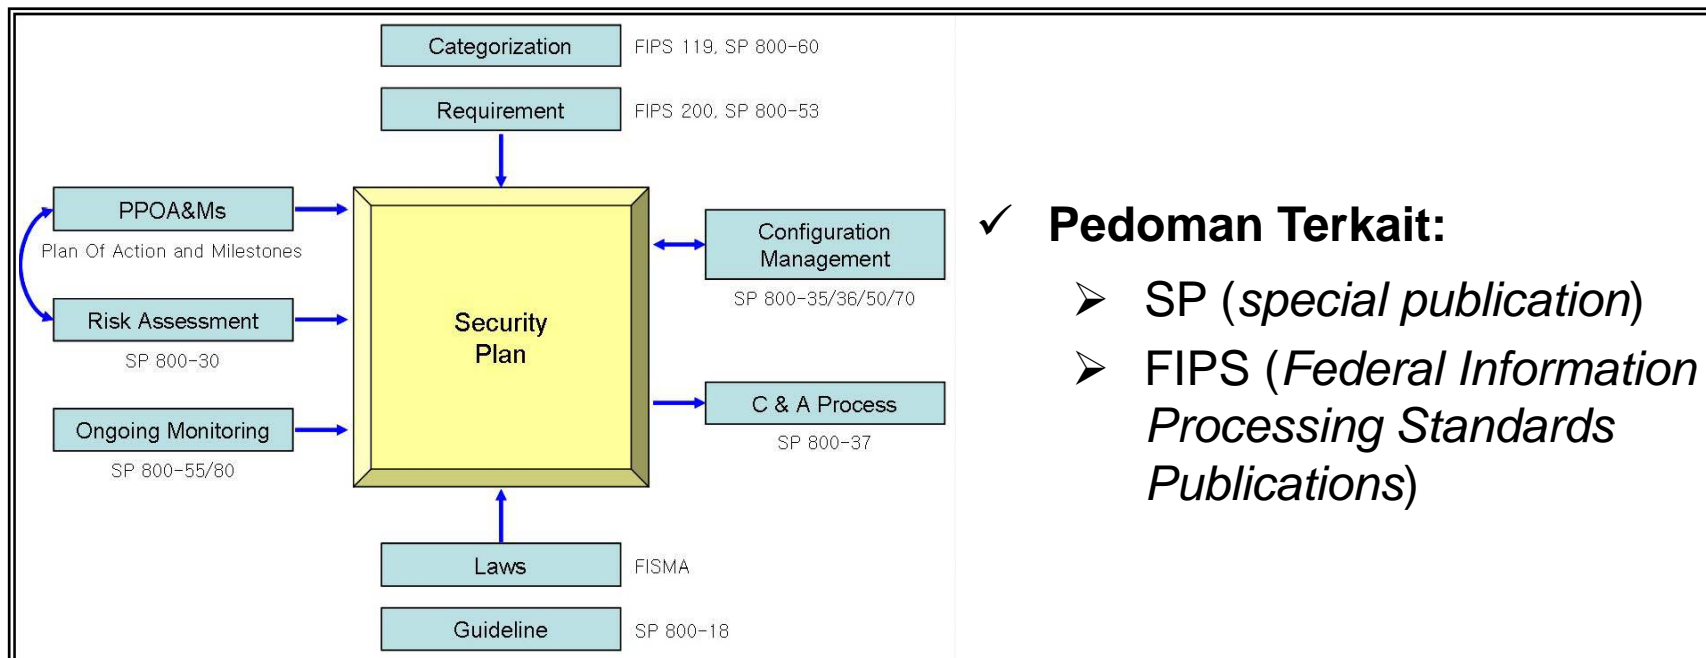 Categorization
FIPS 119, SP 800-60
Requirement
FIPS 200, SP 800-53
PPOA&Ms
Plan Of Action and Milestones
Risk Assessment
SP 800-30
Ongoing Monitoring
SP 800-55/80
Security
Plan
Configuration
Management
SP 800-35/36/50/70
C & A Process
SP 800-37
Laws
FISMA
Guideline
SP 800-18
✓ Pedoman Terkait:
➢ SP (special publication)
➢ FIPS (Federal Information
Processing Standards
Publications)